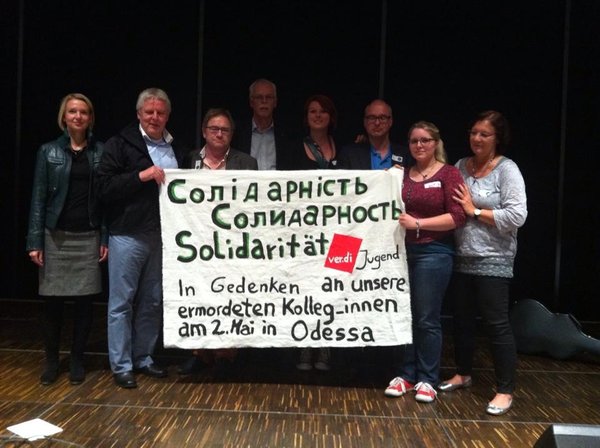 Солідарність
Солидарность
Solidarität ver.di Jugend
In Gedenken an unsere
ermordeten Kolleg_innen
am 2. Mai in Odessa